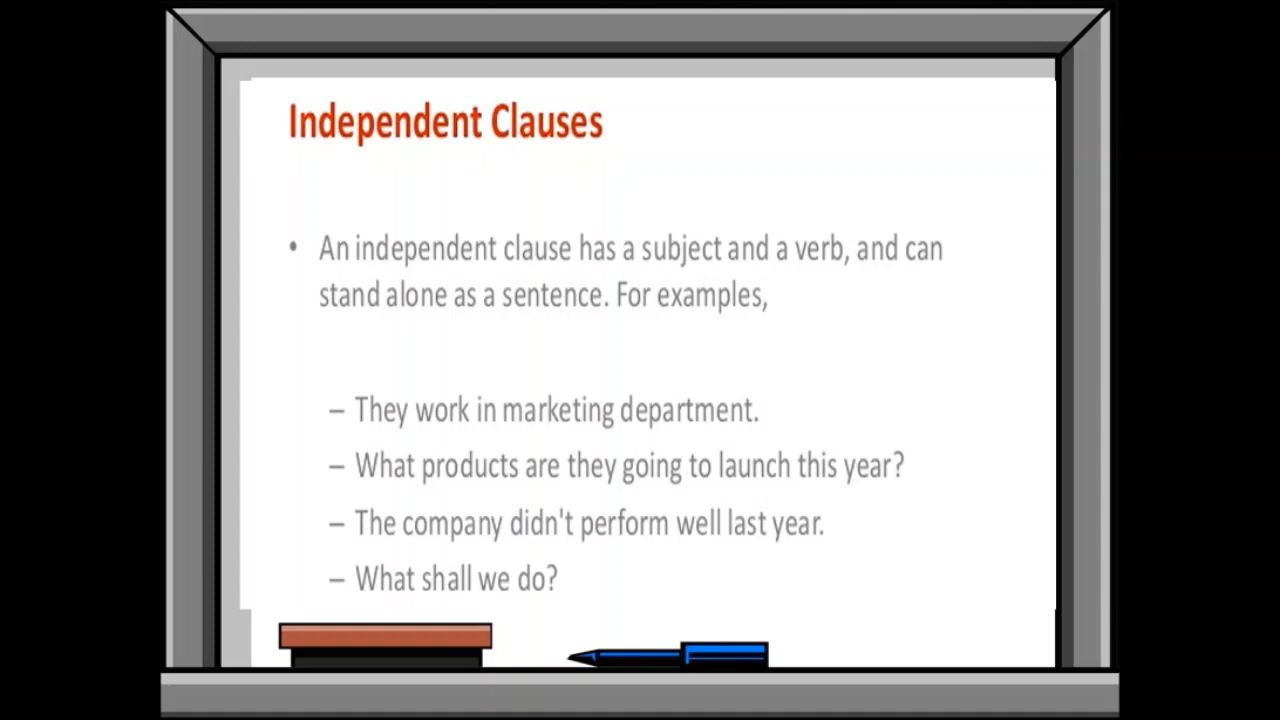 Independent Clauses
• An independent clause has a subject and a verb, and can
stand alone as a sentence. For examples,
– They work in marketing department.
– What products are they going to launch this year?
– The company didn't perform well last year.
– What shall we do?